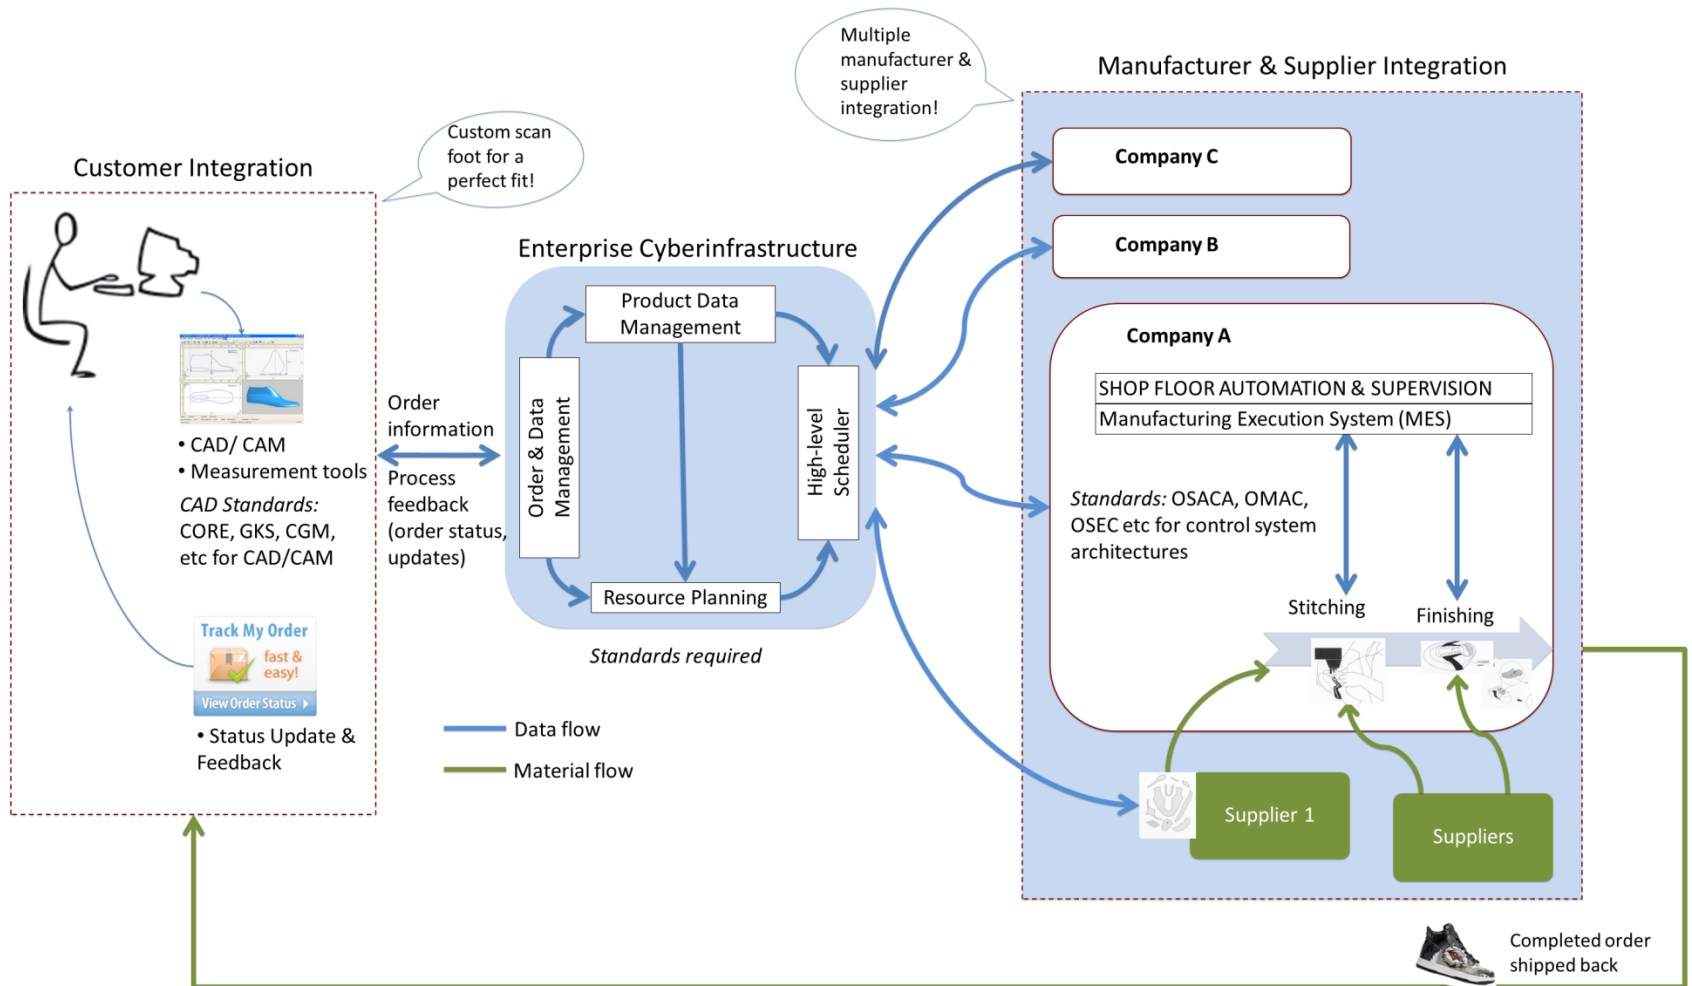 Multiple
manufacturer &
supplier
integration!
Manufacturer & Supplier Integration
Custom scan
foot for a
perfect fit!
Customer Integration
Company C
Company B
Enterprise Cyberinfrastructure
Product Data
Management
Order & Data
Management
High-level
Scheduler
Resource Planning
Standards required
Company A
SHOP FLOOR AUTOMATION & SUPERVISION
Manufacturing Execution System (MES)
Standards: OSACA, OMAC,
OSEC etc for control system
architectures
Stitching
Finishing
• CAD/ CAM
• Measurement tools
CAD Standards:
CORE, GKS, CGM,
etc for CAD/CAM
Order
information
Process
feedback
(order status,
updates)
Track My Order
fast &
easy!
View Order Status
• Status Update &
Feedback
Data flow
Material flow
Supplier 1
Suppliers
Completed order
shipped back